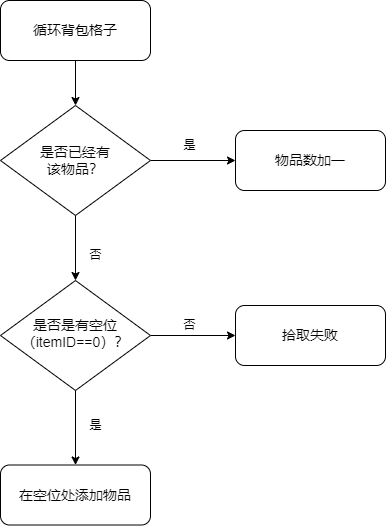 循环背包格子
是否已经有
该物品?
是
物品数加一
否
是否是有空位
（itemID==0）?
否
拾取失败
是
在空位处添加物品